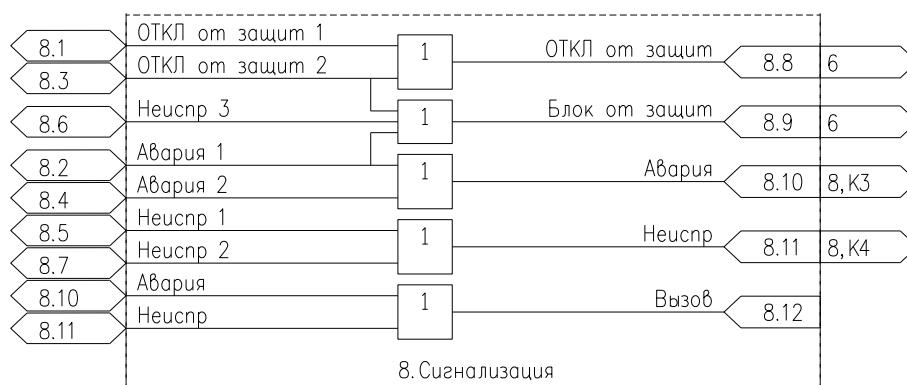 8.1 ОТКЛ от защит 1
8.3 ОТКЛ от защит 2
1 ОТКЛ от защит 8.8 6
8.6 Неиспр 3
1 Блок от защит 8.9 6
8.2 Авария 1
8.4 Авария 2
1 Авария 8.10 8,К3
8.5 Неиспр 1
8.7 Неиспр 2
1 Неиспр 8.11 8,К4
8.10 Авария
8.11 Неиспр
1 Вызов 8.12
8.Сигнализация